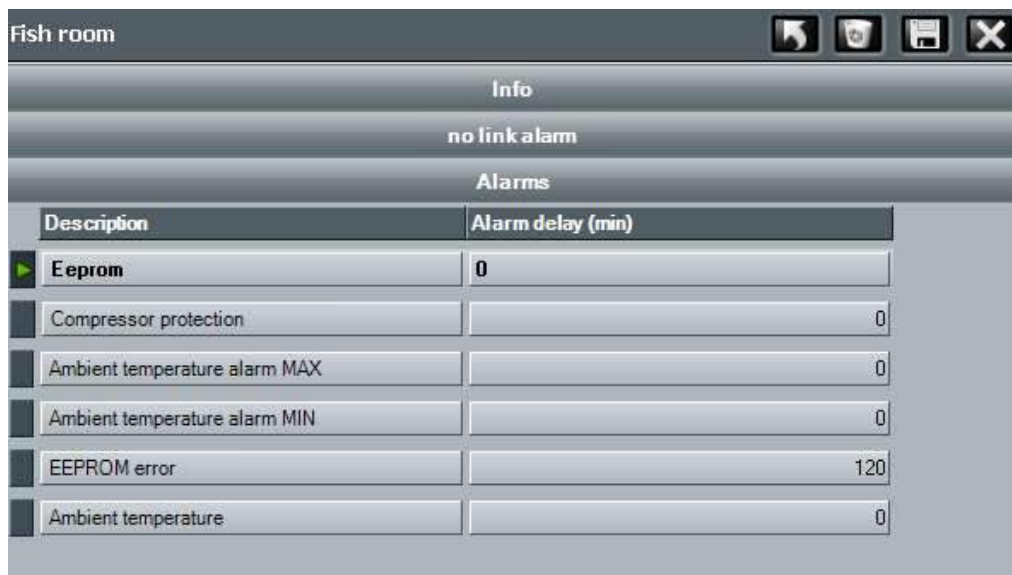 Fish room
Info
no link alarm
Alarms
Description Alarm delay (min)
Eeprom 0
Compressor protection 0
Ambient temperature alarm MAX 0
Ambient temperature alarm MIN 0
EEPROM error 120
Ambient temperature 0